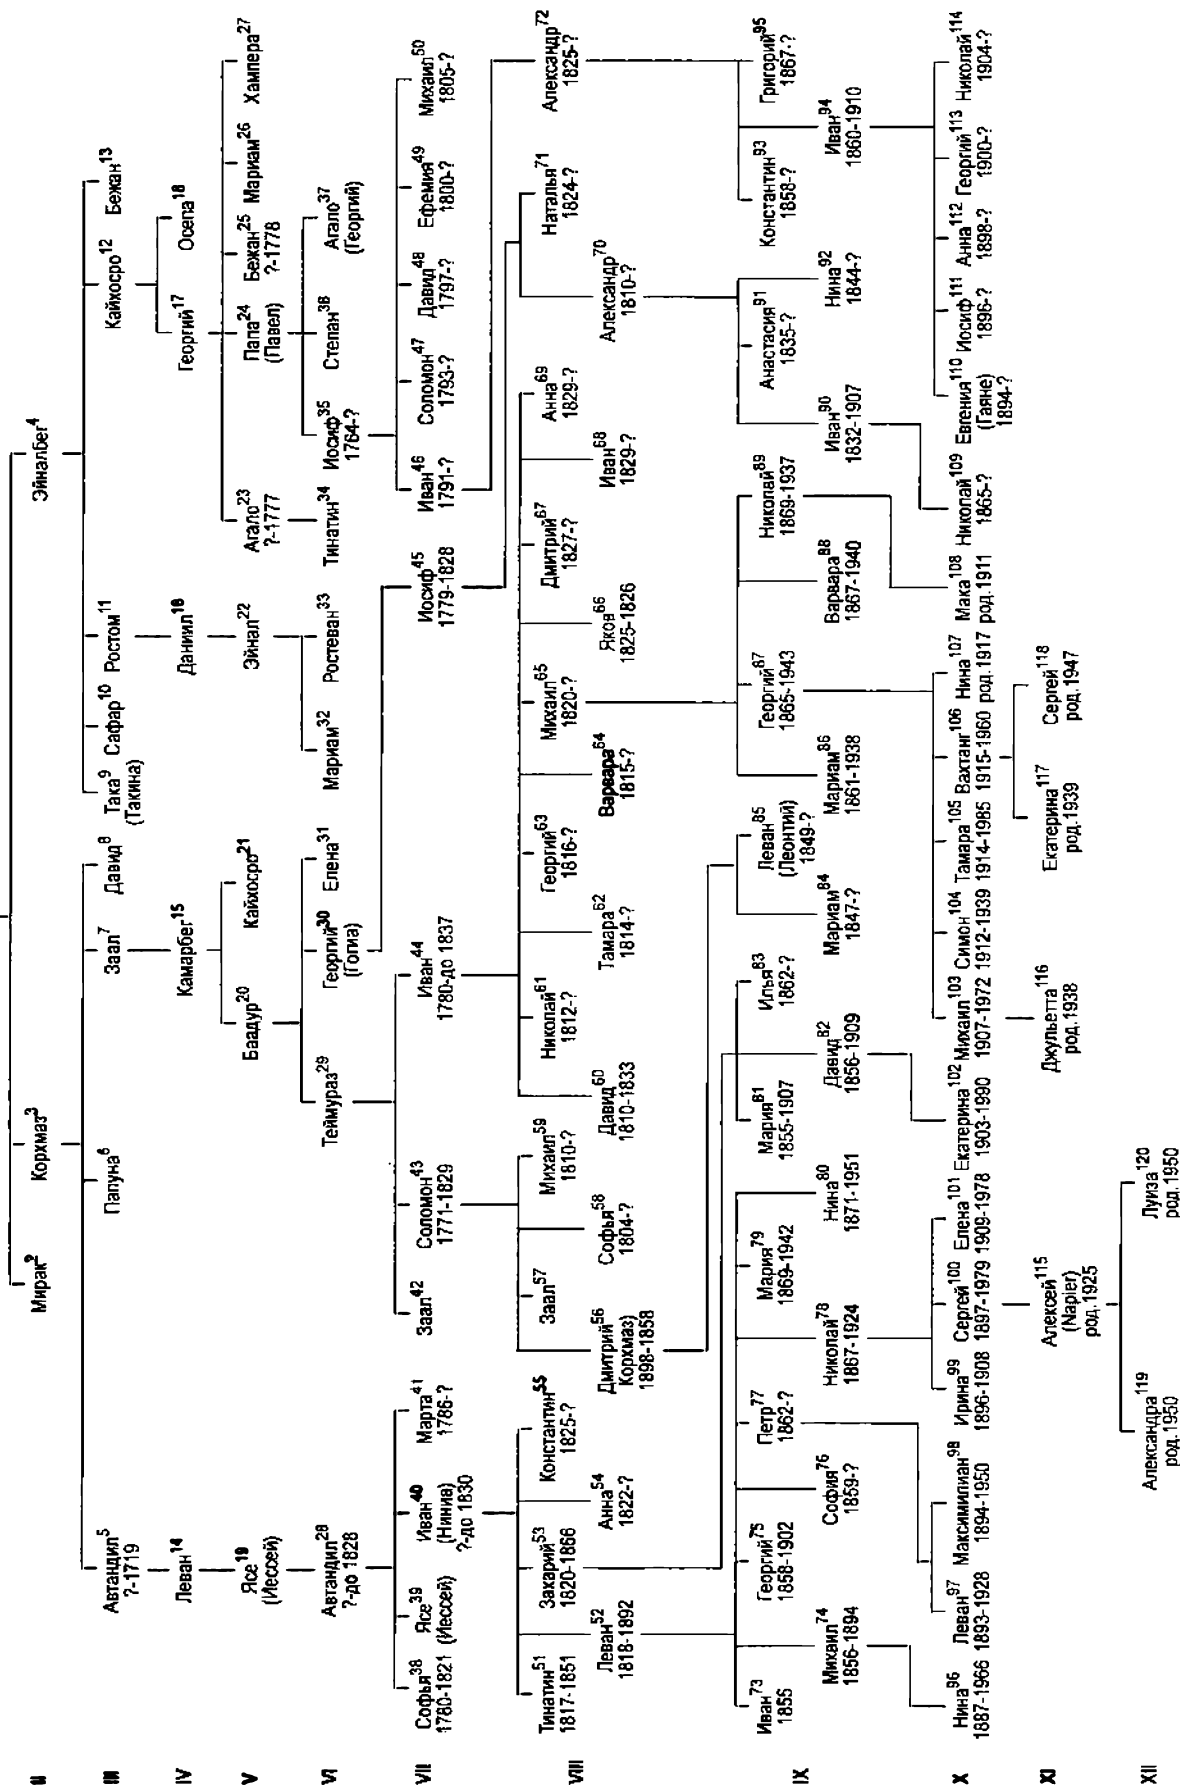 II
Мирак²
Корхмаз³
Эйналбег⁴
III
Автандил⁵
?-1719
Папуна⁶
Заал⁷
Давид⁸
Така⁹
(Такина)
Сафар¹⁰
Ростом¹¹
Кайхосро¹²
Бежан¹³
IV
Леван¹⁴
Камарбег¹⁵
Даниил¹⁶
Георгий¹⁷
Осепа¹⁸
V
Ясе¹⁹
(Иессей)
Баадур²⁰
Кайхосро²¹
Эйнал²²
Агало²³
?-1777
Папа²⁴
(Павел)
Бежан²⁵
?-1778
Мариам²⁶
Хампера²⁷
VI
Автандил²⁸
?-до 1828
Теймураз²⁹
Георгий³⁰
(Гогиа)
Елена³¹
Мариам³²
Ростеван³³
Тинатин³⁴
Иосиф³⁵
1764-?
Степан³⁶
Агало³⁷
(Георгий)
VII
Софья³⁸
1780-1821
Ясе³⁹
(Иессей)
Иван⁴⁰
(Ниниа)
?-до 1830
Марта⁴¹
1786-?
Заал⁴²
Соломон⁴³
1771-1829
Иван⁴⁴
1780-до 1837
Иосиф⁴⁵
1779-1828
Иван⁴⁶
1791-?
Соломон⁴⁷
1793-?
Давид⁴⁸
1797-?
Ефемия⁴⁹
1800-?
Михаил⁵⁰
1805-?
VIII
Тинатин⁵¹
1817-1851
Леван⁵²
1818-1892
Захарий⁵³
1820-1866
Анна⁵⁴
1822-?
Константин⁵⁵
1825-?
Дмитрий⁵⁶
Корхмаз)
1898-1858
Заал⁵⁷
Софья⁵⁸
1804-?
Михаил⁵⁹
1810-?
Давид⁶⁰
1810-1833
Николай⁶¹
1812-?
Тамара⁶²
1814-?
Георгий⁶³
1816-?
Варвара⁶⁴
1815-?
Михаил⁶⁵
1820-?
Яков⁶⁶
1825-1826
Дмитрий⁶⁷
1827-?
Иван⁶⁸
1829-?
Анна⁶⁹
1829-?
Александр⁷⁰
1810-?
Наталья⁷¹
1824-?
Александр⁷²
1825-?
IX
Иван⁷³
1855
Михаил⁷⁴
1856-1894
Георгий⁷⁵
1858-1902
София⁷⁶
1859-?
Петр⁷⁷
1862-?
Николай⁷⁸
1867-1924
Мария⁷⁹
1869-1942
Нина⁸⁰
1871-1951
Мария⁸¹
1855-1907
Давид⁸²
1856-1909
Илья⁸³
1862-?
Мариам⁸⁴
1847-?
Леван⁸⁵
(Леонтий)
1849-?
Мариам⁸⁶
1861-1938
Георгий⁸⁷
1865-1943
Варвара⁸⁸
1867-1940
Николай⁸⁹
1869-1937
Иван⁹⁰
1832-1907
Анастасия⁹¹
1835-?
Нина⁹²
1844-?
Константин⁹³
1858-?
Иван⁹⁴
1860-1910
Григорий⁹⁵
1867-?
X
Нина⁹⁶
1887-1966
Леван⁹⁷
1893-1928
Максимилиан⁹⁸
1894-1950
Ирина⁹⁹
1896-1908
Сергей¹⁰⁰
1897-1979
Елена¹⁰¹
1909-1978
Екатерина¹⁰²
1903-1990
Михаил¹⁰³
1907-1972
Симон¹⁰⁴
1912-1939
Тамара¹⁰⁵
1914-1985
Вахтанг¹⁰⁶
1915-1960
Нина¹⁰⁷
род.1917
Мака¹⁰⁸
род.1911
Николай¹⁰⁹
1865-?
Евгения¹¹⁰
(Гаяне)
1894-?
Иосиф¹¹¹
1896-?
Анна¹¹²
1898-?
Георгий¹¹³
1900-?
Николай¹¹⁴
1904-?
XI
Алексей¹¹⁵
(Napier)
род.1925
Джульетта¹¹⁶
род.1938
Екатерина¹¹⁷
род.1939
Сергей¹¹⁸
род.1947
XII
Александра¹¹⁹
род.1950
Луиза¹²⁰
род.1950